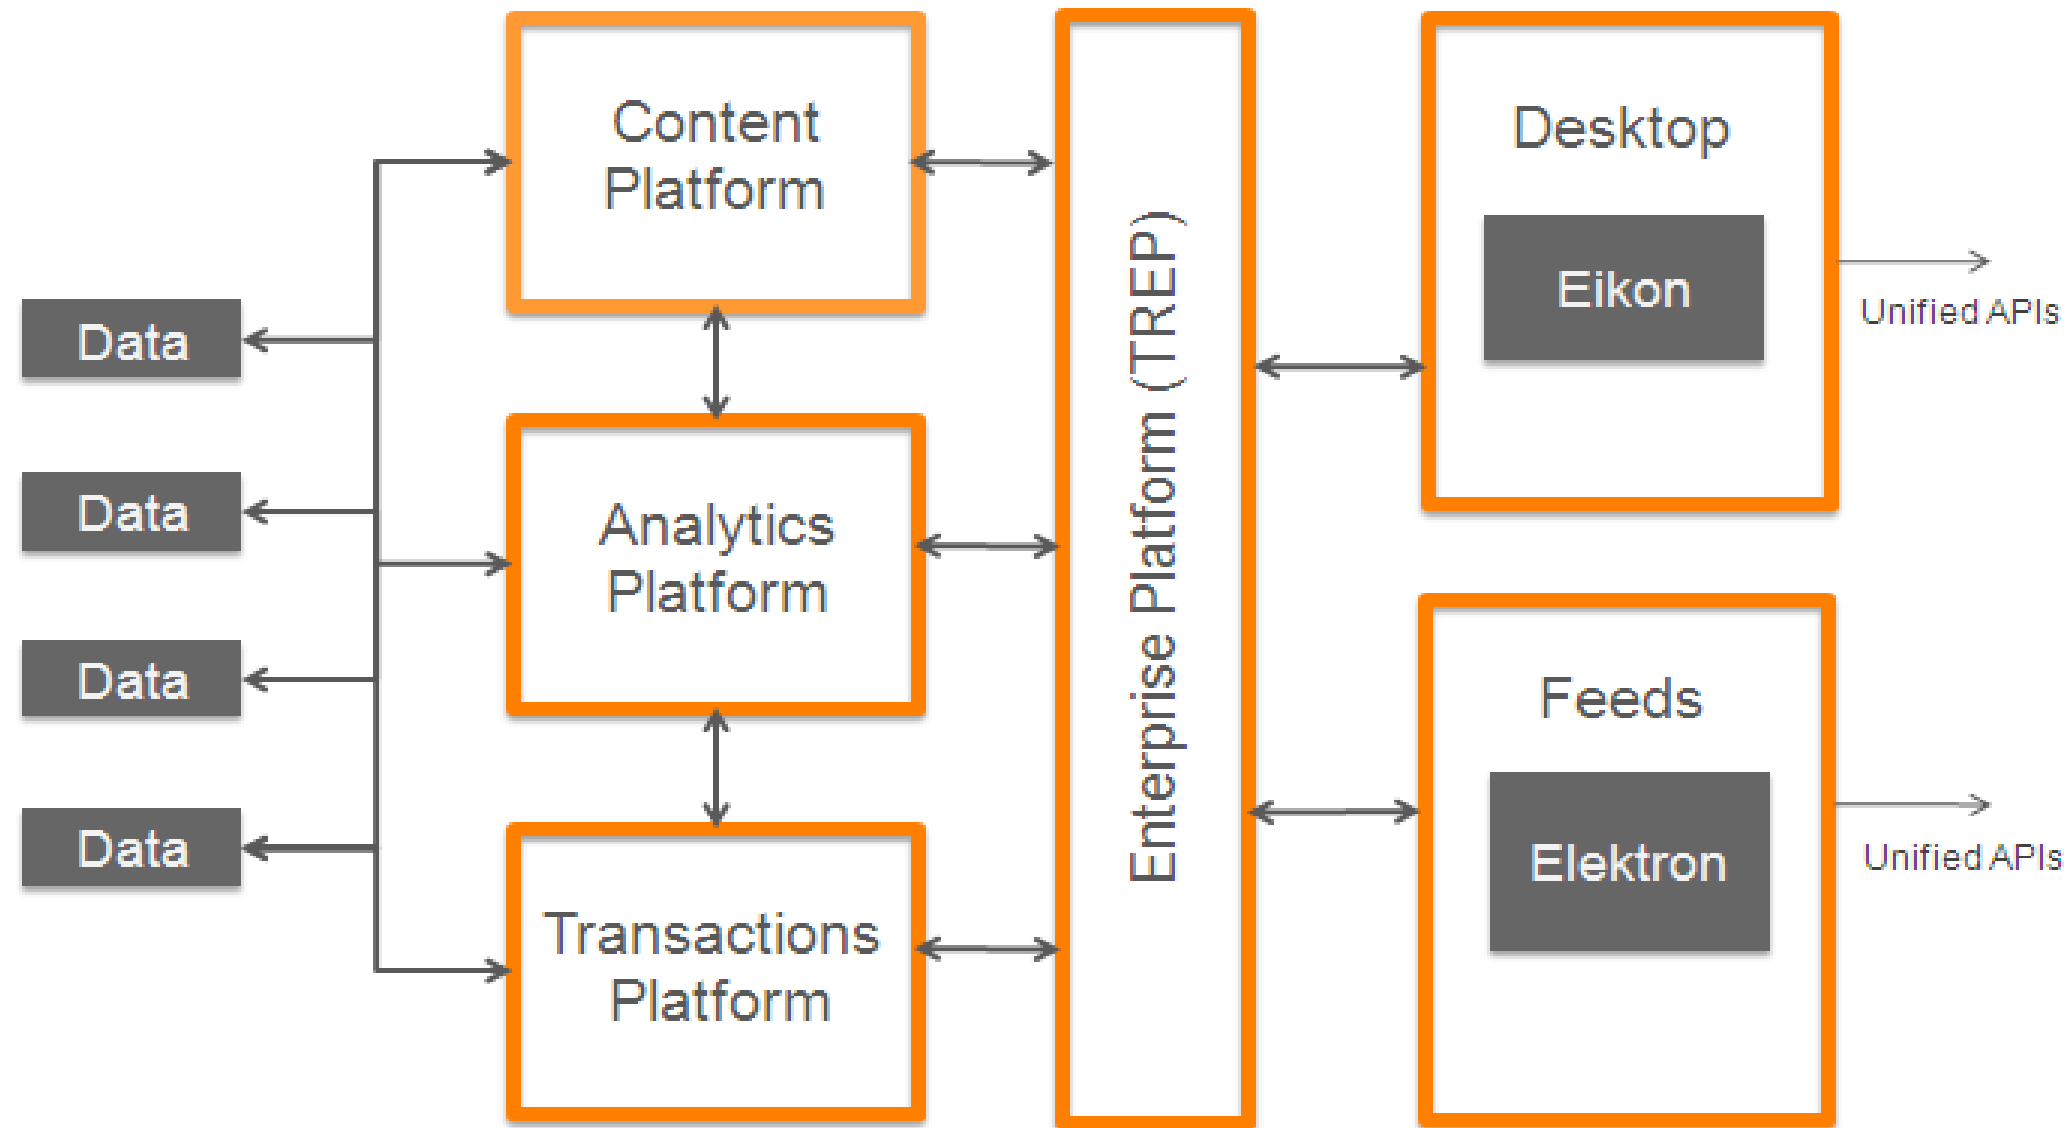 Data
Data
Data
Data
Content
Platform
Analytics
Platform
Transactions
Platform
Enterprise Platform (TREP)
Desktop
Eikon
Unified APIs
Feeds
Elektron
Unified APIs